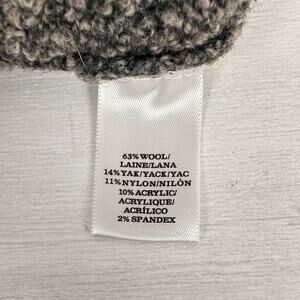 63% WOOL/
LAINE/LANA
14% YAK/YACK/YAC
11% NYLON/NILÓN
10% ACRYLIC/
ACRYLIQUE/
ACRÍLICO
2% SPANDEX